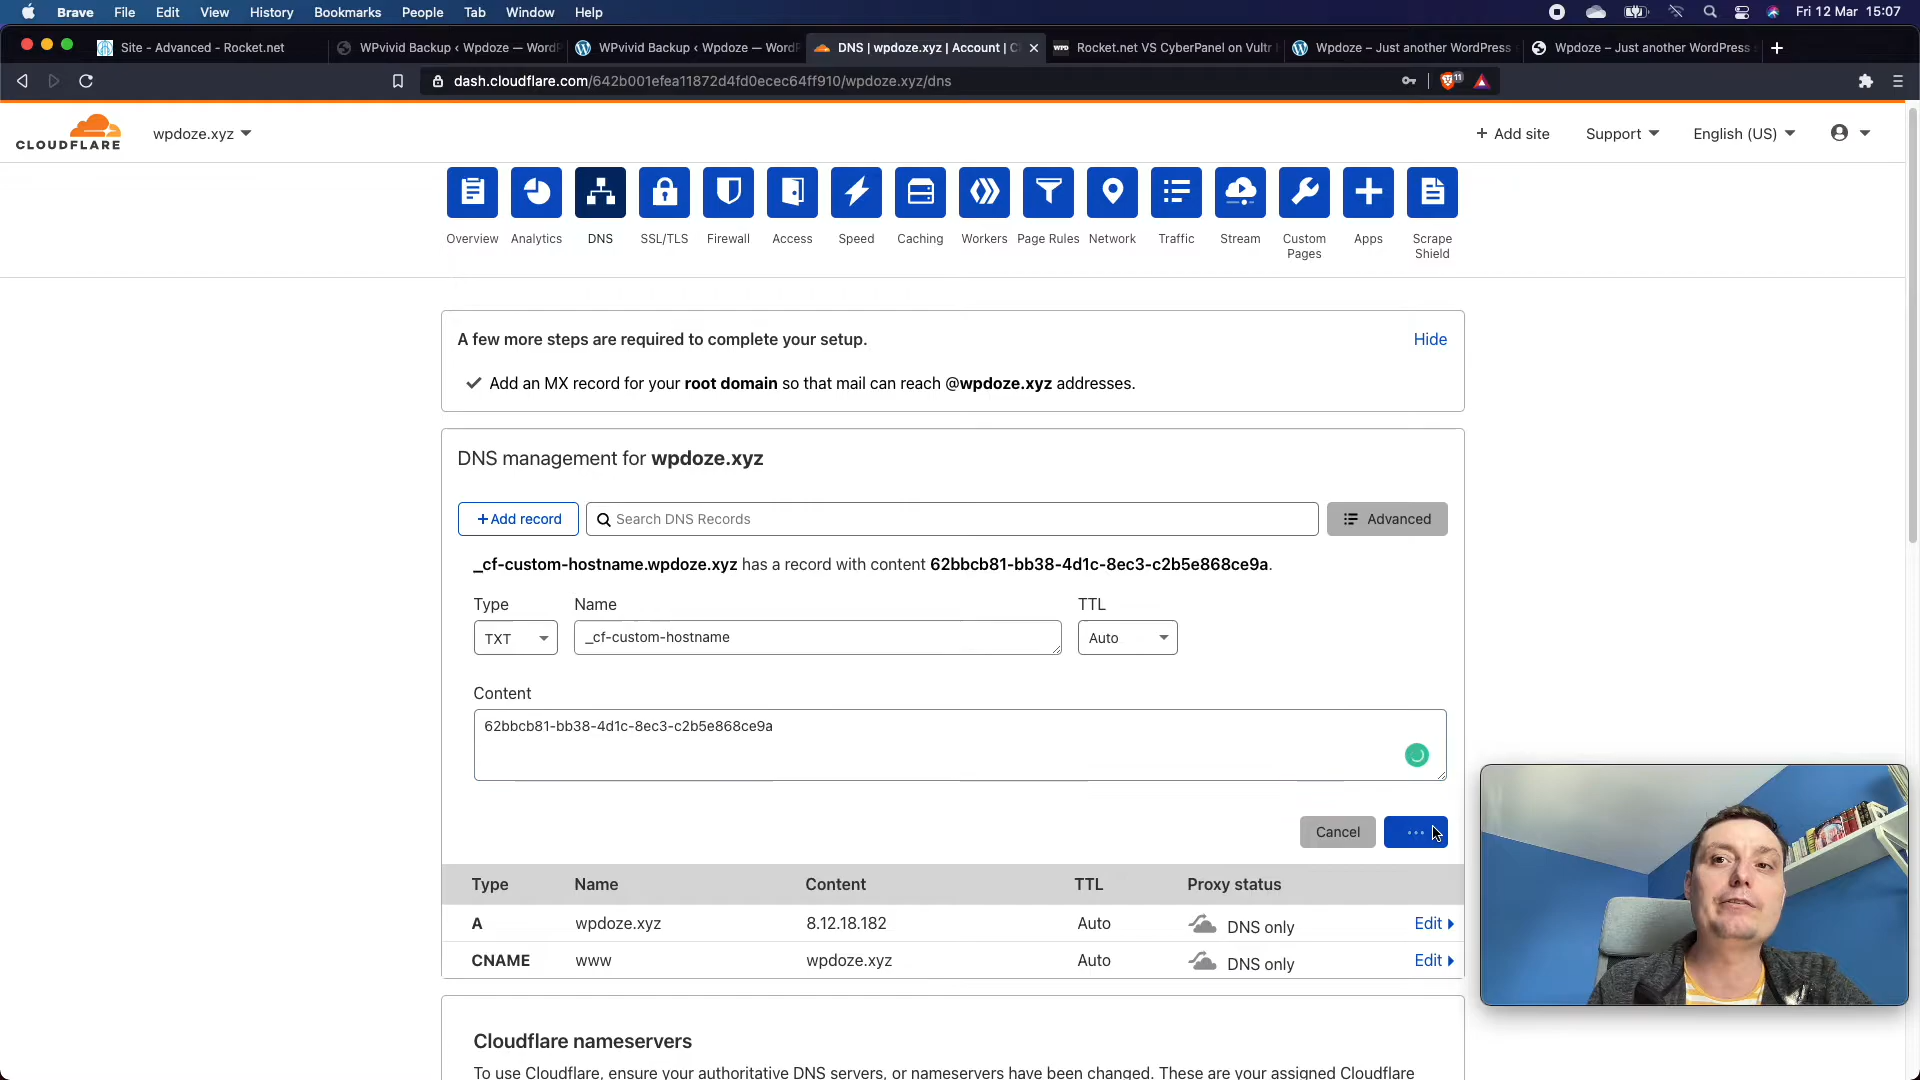 Brave File Edit View History Bookmarks People Tab Window Help Fri 12 Mar 15:07
Site - Advanced - Rocket.net WPvivid Backup ‹ Wpdoze — WordP WPvivid Backup ‹ Wpdoze — WordP DNS | wpdoze.xyz | Account | C Rocket.net VS CyberPanel on Vultr Wpdoze – Just another WordPress Wpdoze – Just another WordPress
dash.cloudflare.com/642b001efea11872d4fd0ecec64ff910/wpdoze.xyz/dns 11
CLOUDFLARE wpdoze.xyz + Add site Support English (US)
Overview Analytics DNS SSL/TLS Firewall Access Speed Caching Workers Page Rules Network Traffic Stream Custom Pages Apps Scrape Shield
A few more steps are required to complete your setup. Hide
Add an MX record for your root domain so that mail can reach @wpdoze.xyz addresses.
DNS management for wpdoze.xyz
+ Add record Search DNS Records Advanced
_cf-custom-hostname.wpdoze.xyz has a record with content 62bbcb81-bb38-4d1c-8ec3-c2b5e868ce9a.
Type Name TTL
TXT _cf-custom-hostname Auto
Content
62bbcb81-bb38-4d1c-8ec3-c2b5e868ce9a
Cancel ...
Type Name Content TTL Proxy status
A wpdoze.xyz 8.12.18.182 Auto DNS only Edit
CNAME www wpdoze.xyz Auto DNS only Edit
Cloudflare nameservers
To use Cloudflare, ensure your authoritative DNS servers, or nameservers have been changed. These are your assigned Cloudflare